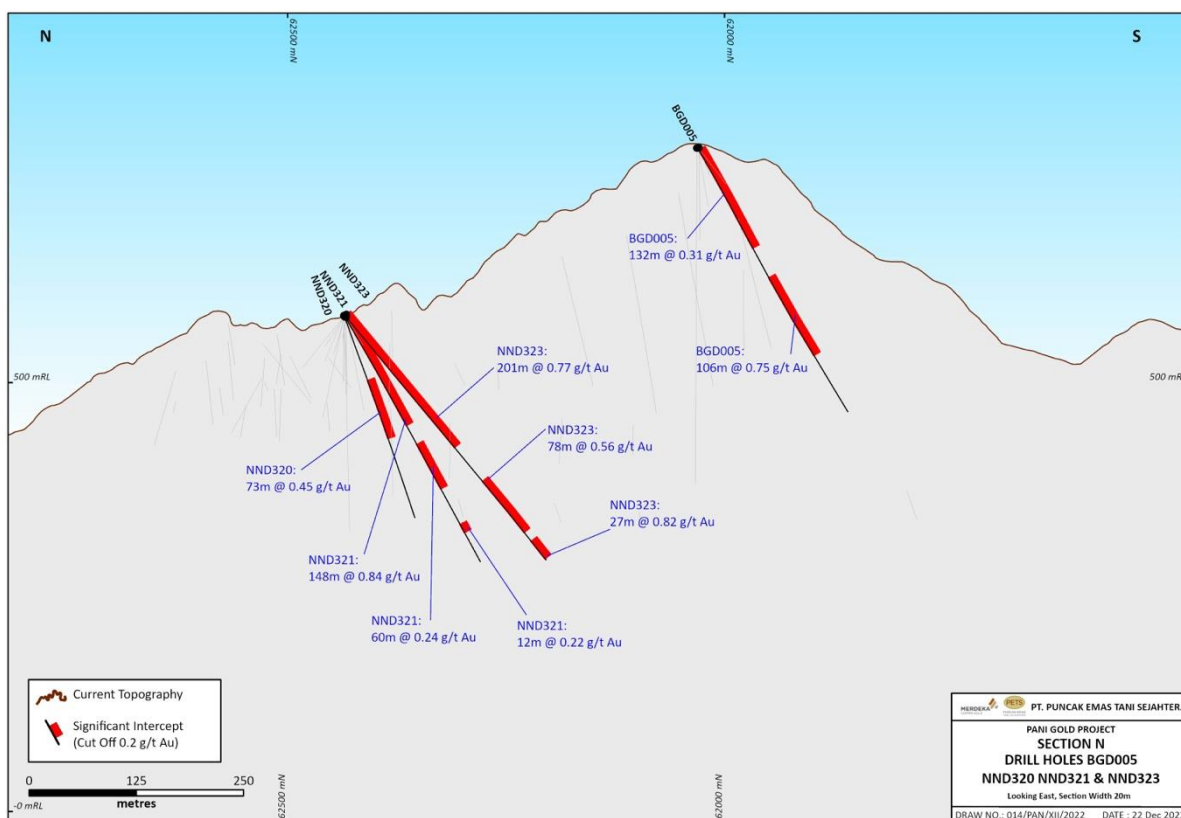 N
62500 mN
62000 mN
S
BGD005
BGD005:
132m @ 0.31 g/t Au
NND323
NND321
NND320
500 mRL
500 mRL
NND323:
201m @ 0.77 g/t Au
BGD005:
106m @ 0.75 g/t Au
NND323:
78m @ 0.56 g/t Au
NND320:
73m @ 0.45 g/t Au
NND323:
27m @ 0.82 g/t Au
NND321:
148m @ 0.84 g/t Au
NND321:
60m @ 0.24 g/t Au
NND321:
12m @ 0.22 g/t Au
Current Topography
Significant Intercept
(Cut Off 0.2 g/t Au)
0 125 250
metres
-0 mRL
62500 mN
62000 mN
MERDEKA
PETS
PT. PUNCAK EMAS TANI SEJAHTERA
PANI GOLD PROJECT
SECTION N
DRILL HOLES BGD005
NND320 NND321 & NND323
Looking East, Section Width 20m
DRAW NO.: 014/PAN/XII/2022 DATE : 22 Dec 2022